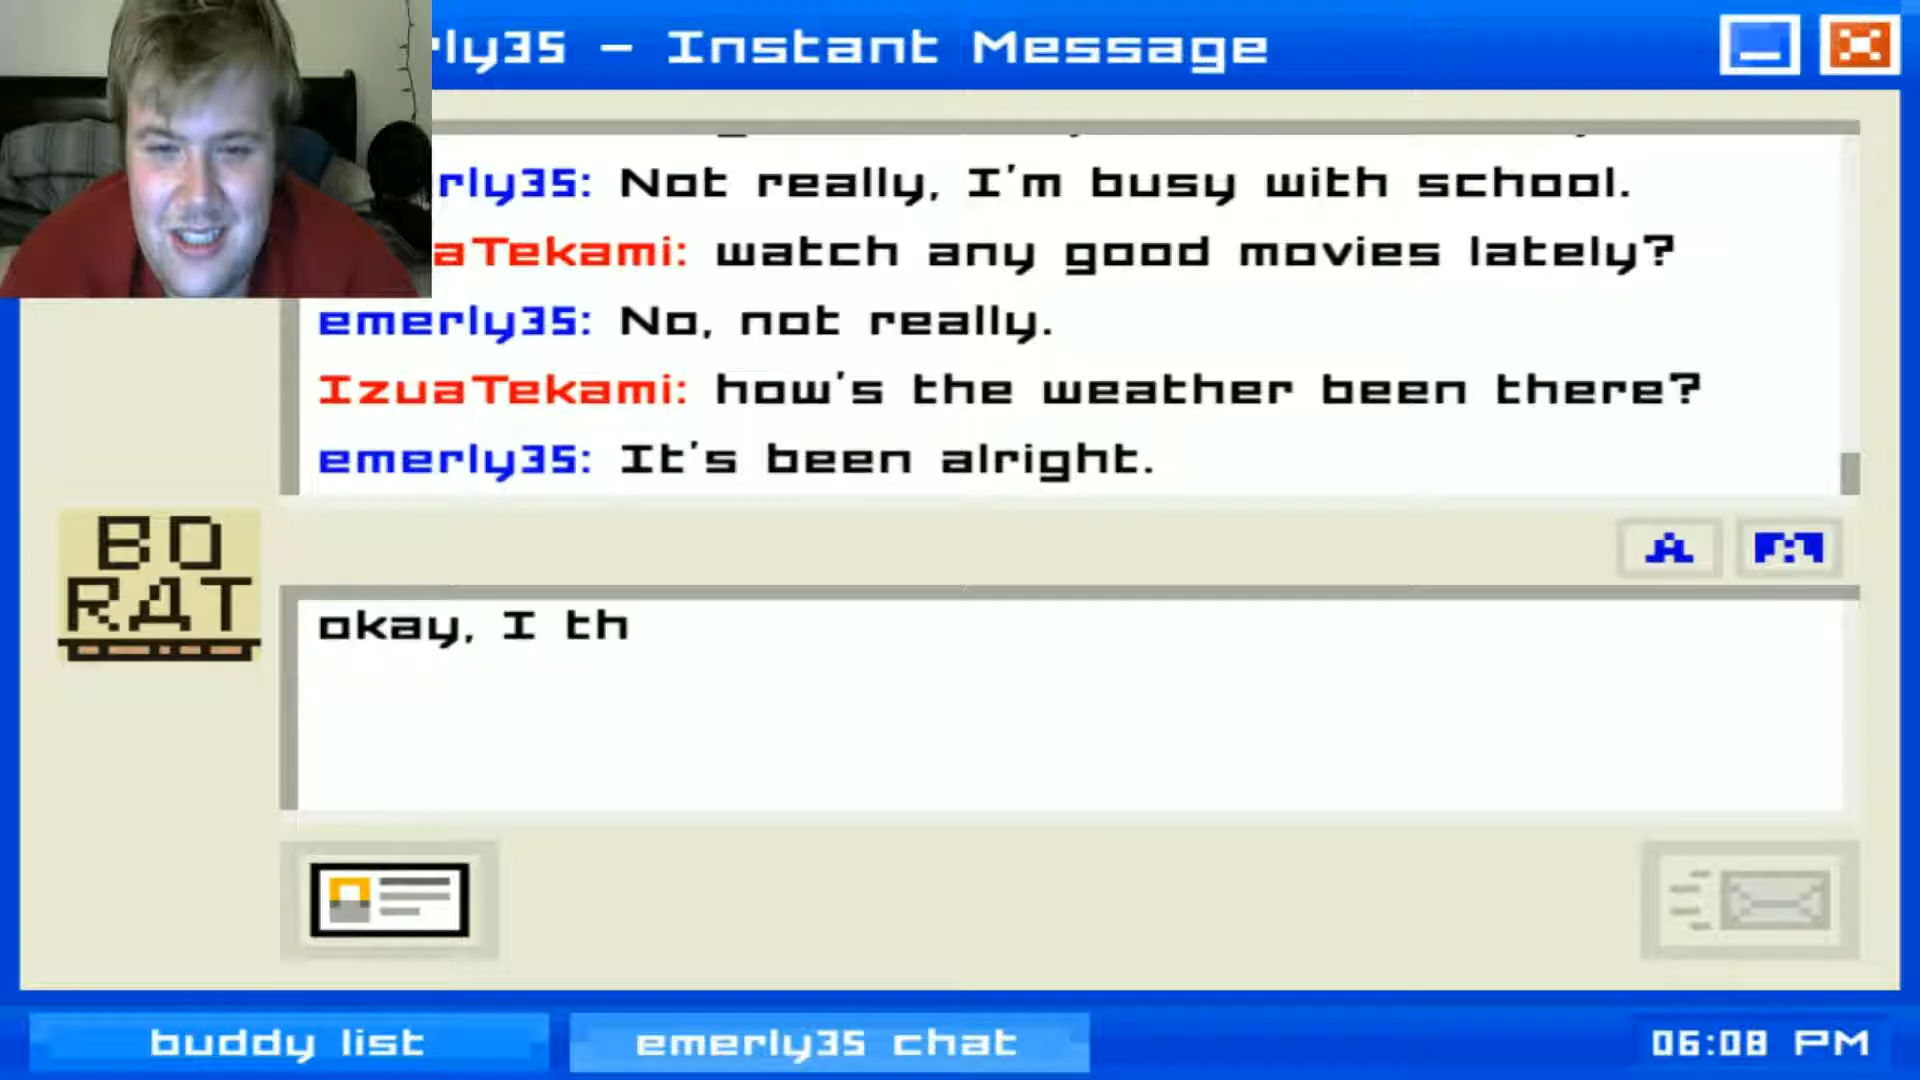 rly35 - Instant Message
rly35: Not really, I'm busy with school.
aTekami: watch any good movies lately?
emerly35: No, not really.
IzuaTekami: how's the weather been there?
emerly35: It's been alright.
BO
RAT
A
A
okay, I th
buddy list
emerly35 chat
06:08 PM